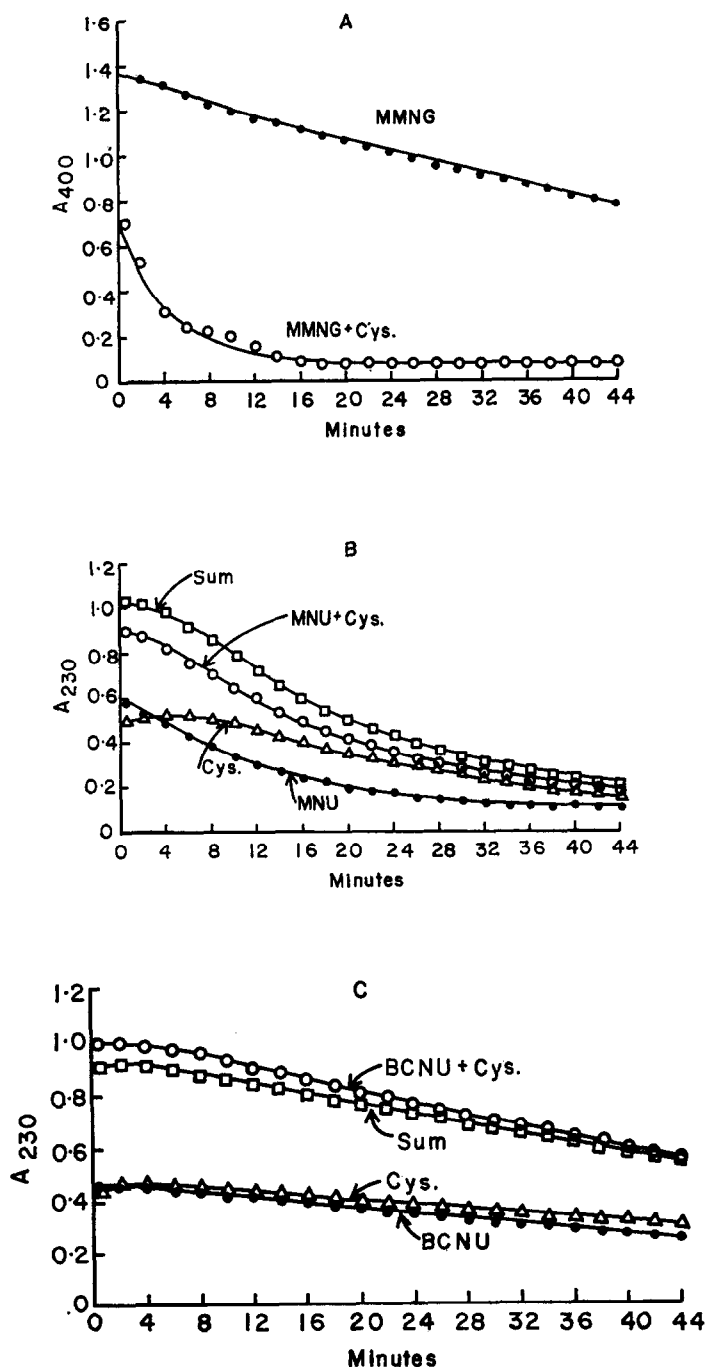 A
1·6
1·4
1·2
1·0
0·8
0·6
0·4
0·2
0
A400
MMNG
MMNG+Cys.
0 4 8 12 16 20 24 28 32 36 40 44
Minutes
B
1·2
1·0
0·8
0·6
0·4
0·2
0
A230
Sum
MNU+Cys.
Cys.
MNU
0 4 8 12 16 20 24 28 32 36 40 44
Minutes
C
1·2
1·0
0·8
0·6
0·4
0·2
·0
A230
BCNU + Cys.
Sum
Cys.
BCNU
0 4 8 12 16 20 24 28 32 36 40 44
Minutes